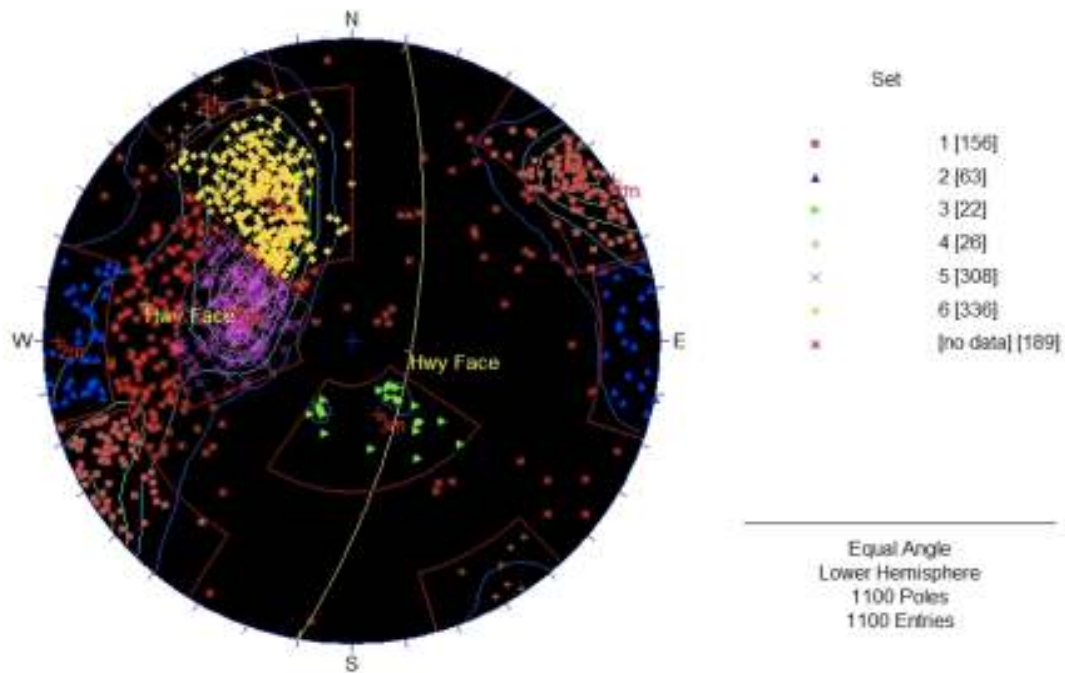 N
Set
1 [156]
2 [63]
3 [22]
4 [26]
5 [308]
6 [336]
[no data] [189]
W
E
S
Hwy Face
Hwy Face
Equal Angle
Lower Hemisphere
1100 Poles
1100 Entries